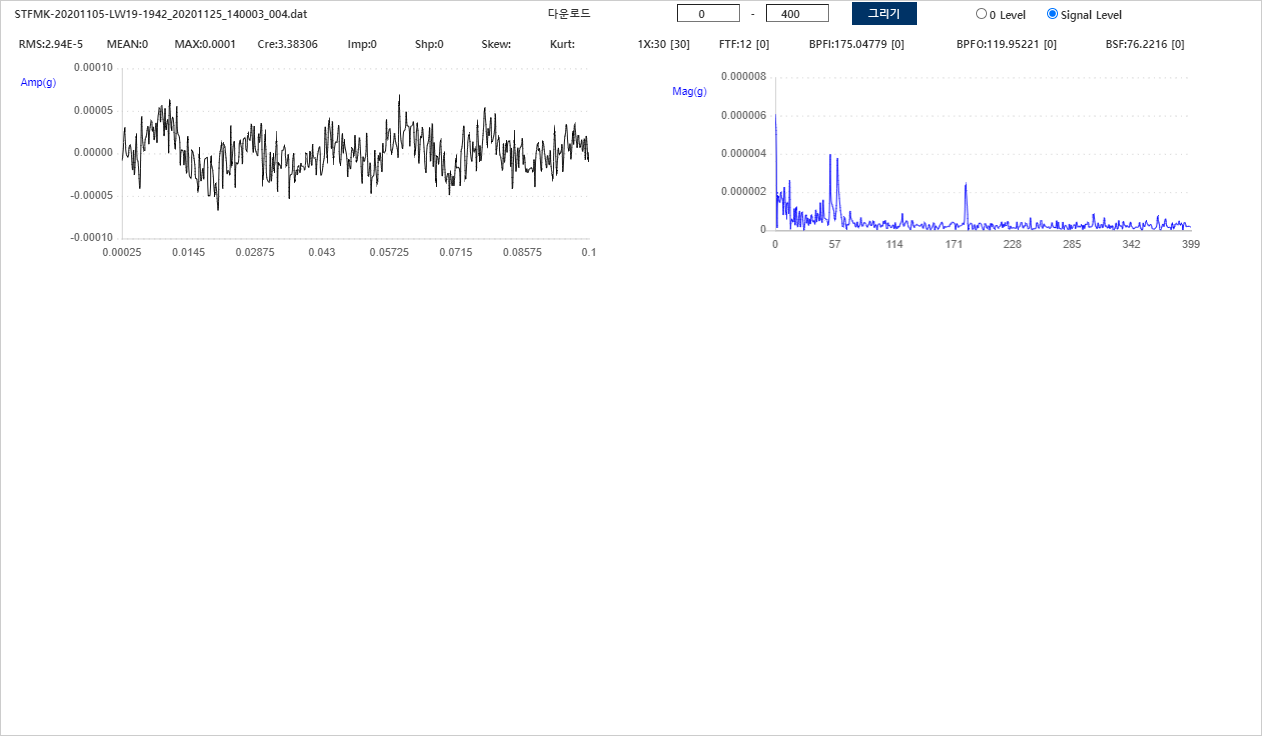 STFMK-20201105-LW19-1942_20201125_140003_004.dat 다운로드 0 - 400 그리기 0 Level Signal Level
RMS:2.94E-5 MEAN:0 MAX:0.0001 Cre:3.38306 Imp:0 Shp:0 Skew: Kurt: 1X:30 [30] FTF:12 [0] BPFI:175.04779 [0] BPFO:119.95221 [0] BSF:76.2216 [0]
Amp(g)
0.00010
0.00005
0.00000
-0.00005
-0.00010
0.00025 0.0145 0.02875 0.043 0.05725 0.0715 0.08575 0.1
Mag(g)
0.000008
0.000006
0.000004
0.000002
0
0 57 114 171 228 285 342 399